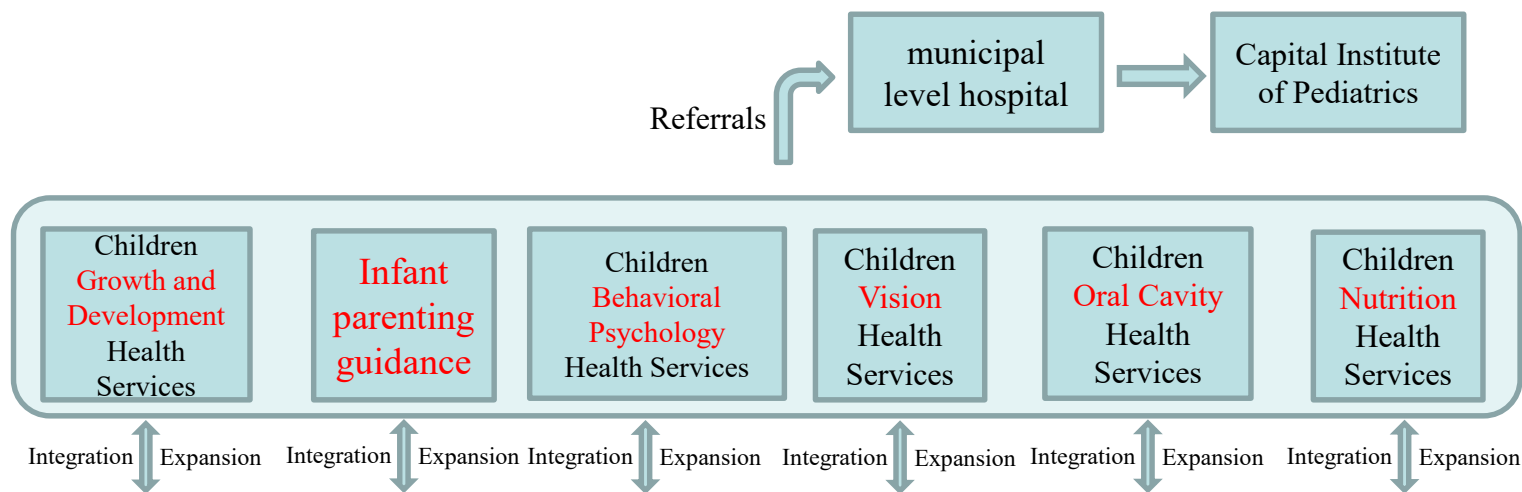 municipal
level hospital
Capital Institute
of Pediatrics
Referrals
Children
Growth and
Development
Health
Services
Infant
parenting
guidance
Children
Behavioral
Psychology
Health Services
Children
Vision
Health
Services
Children
Oral Cavity
Health
Services
Children
Nutrition
Health
Services
Integration Expansion
Integration Expansion
Integration Expansion
Integration Expansion
Integration Expansion
Integration Expansion